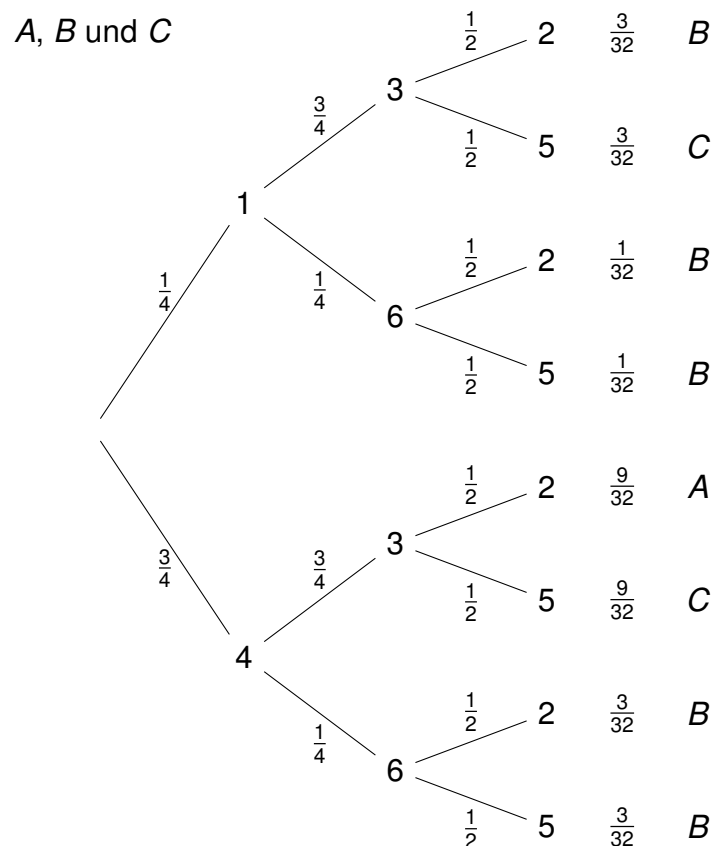 A, B und C
1/2 2 3/32 B
3
3/4
1/2 5 3/32 C
1
1/4
1/4
1/2 2 1/32 B
6
1/2 5 1/32 B
1/2 2 9/32 A
3
3/4
3/4
1/2 5 9/32 C
4
1/4
1/2 2 3/32 B
6
1/2 5 3/32 B